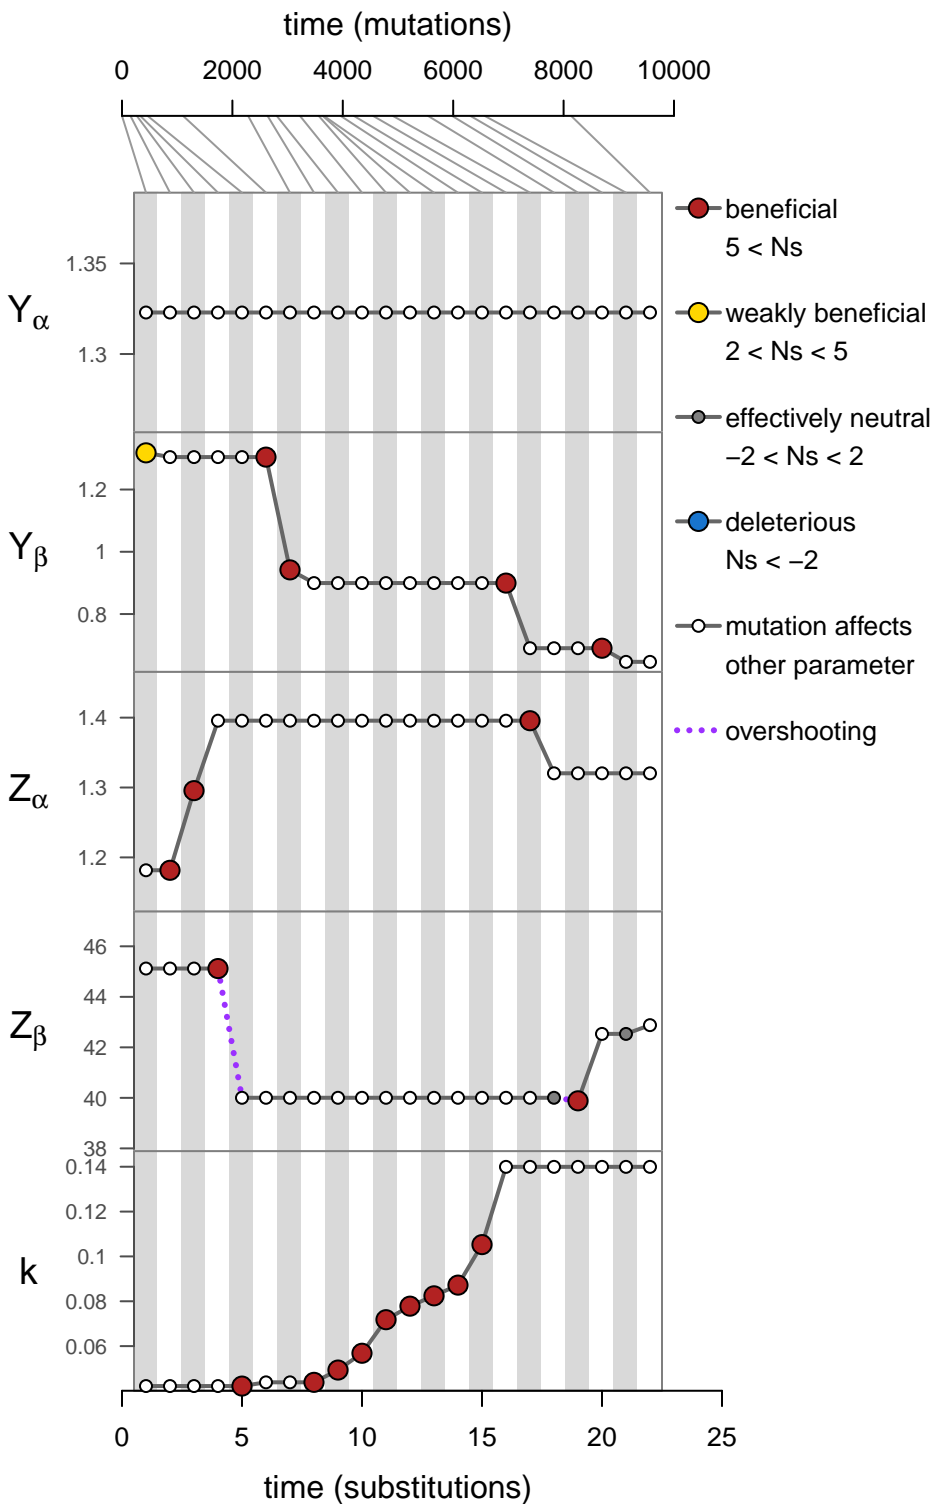 time (mutations)
0 2000 4000 6000 8000 10000
beneficial
5 < Ns
weakly beneficial
2 < Ns < 5
effectively neutral
−2 < Ns < 2
deleterious
Ns < −2
mutation affects
other parameter
overshooting
Yα
1.35
1.3
Yβ
1.2
1
0.8
Zα
1.4
1.3
1.2
Zβ
46
44
42
40
38
k
0.14
0.12
0.1
0.08
0.06
0 5 10 15 20 25
time (substitutions)